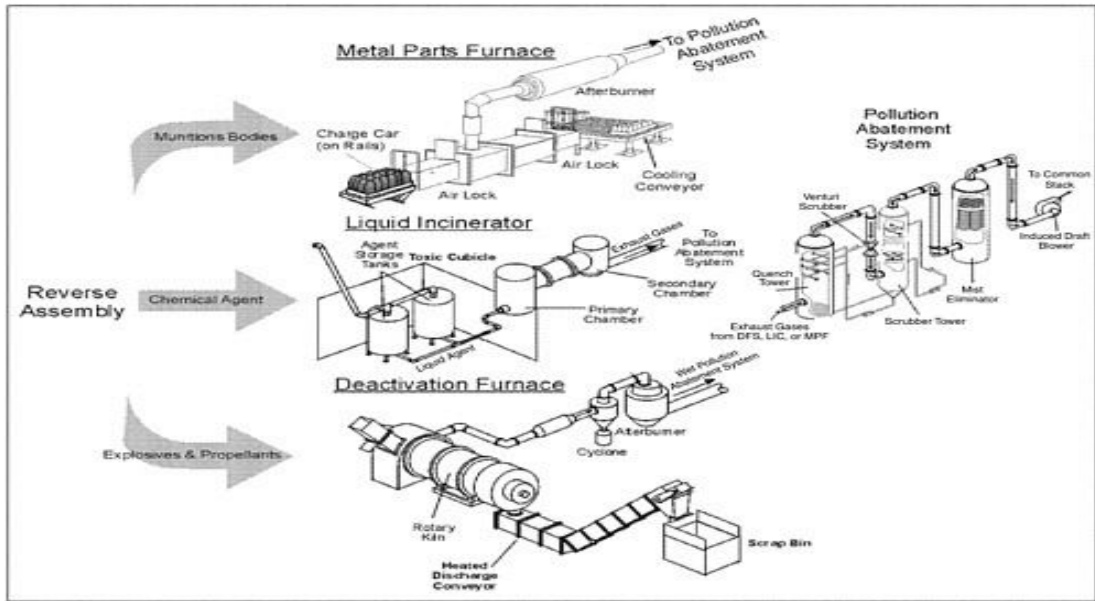 Metal Parts Furnace
To Pollution
Abatement
System
Afterburner
Munitions Bodies
Charge Car
(on Rails)
Air Lock
Air Lock
Cooling
Conveyor
Pollution
Abatement
System
Venturi
Scrubber
To Common
Stack
Induced Draft
Blower
Quench
Tower
Mist
Eliminator
Scrubber Tower
Exhaust Gases
from DFS, LIC, or MPF
Liquid Incinerator
Agent
Storage
Tanks
Toxic Cubicle
Exhaust Gases
To
Pollution
Abatement
System
Secondary
Chamber
Primary
Chamber
Liquid Agent
Reverse
Assembly
Chemical Agent
Deactivation Furnace
Wet Pollution
Abatement System
Afterburner
Cyclone
Explosives & Propellants
Rotary
Kiln
Heated
Discharge
Conveyor
Scrap Bin